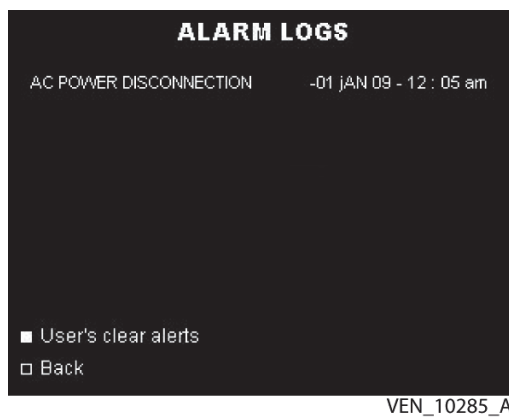 ALARM LOGS
AC POWER DISCONNECTION -01 jAN 09 - 12 : 05 am
User's clear alerts
Back
VEN_10285_A